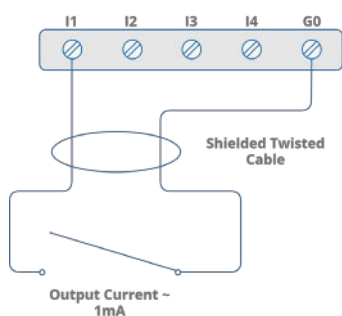 I1 I2 I3 I4 G0
Shielded Twisted
Cable
Output Current ~
1mA